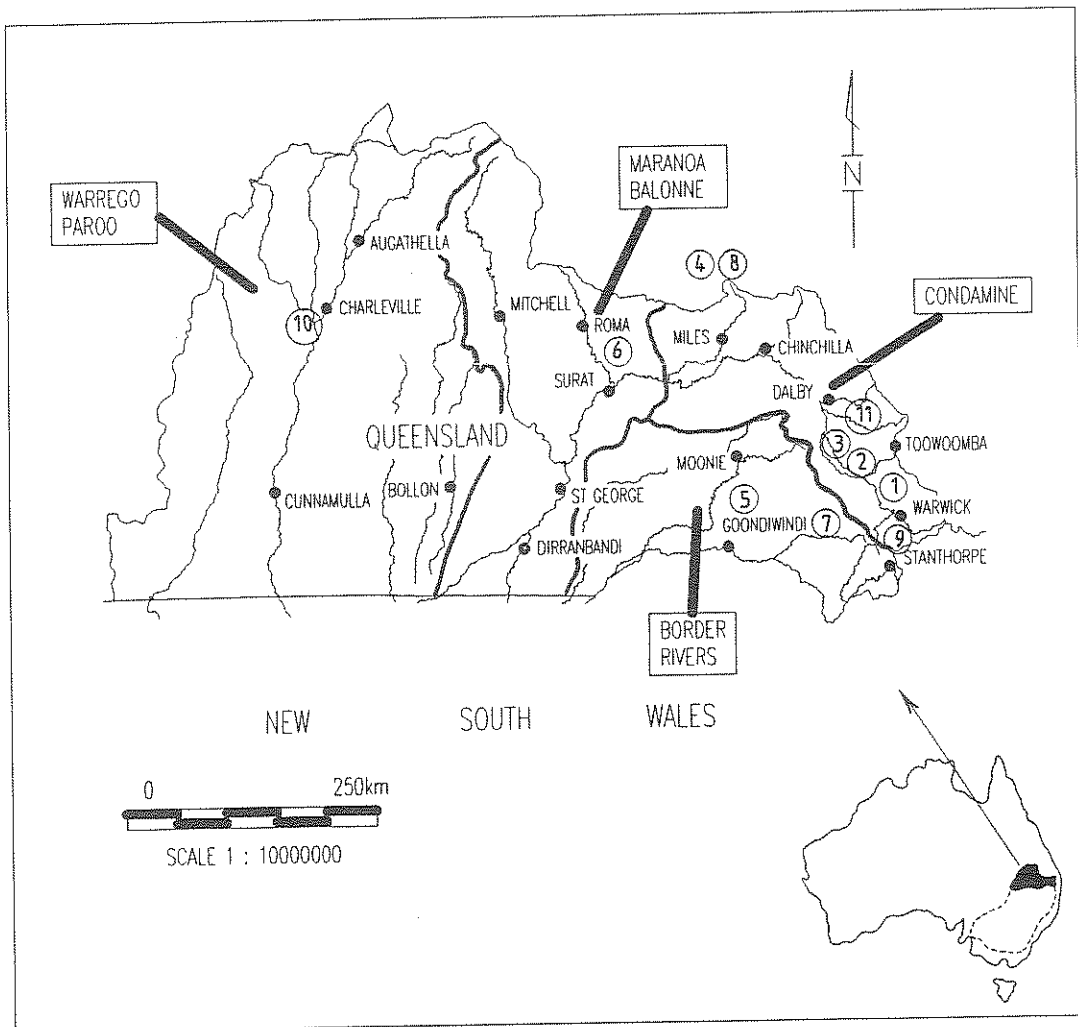 WARREGO
PAROO
MARANOA
BALONNE
N
CONDAMINE
AUGATHELLA
CHARLEVILLE
10
MITCHELL
ROMA
6
4
8
MILES
CHINCHILLA
SURAT
DALBY
11
3
2
TOOWOOMBA
1
QUEENSLAND
MOONIE
CUNNAMULLA
BOLLON
ST GEORGE
5
WARWICK
GOONDIWINDI
7
9
DIRRANBANDI
STANTHORPE
BORDER
RIVERS
NEW SOUTH WALES
0 250km
SCALE 1 : 10000000